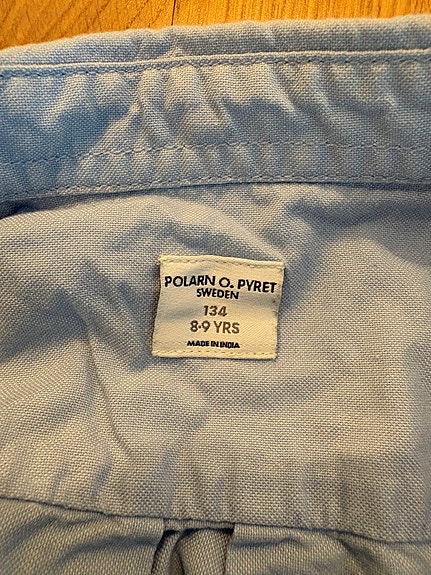 POLARN O. PYRET
SWEDEN
134
8-9 YRS
MADE IN INDIA